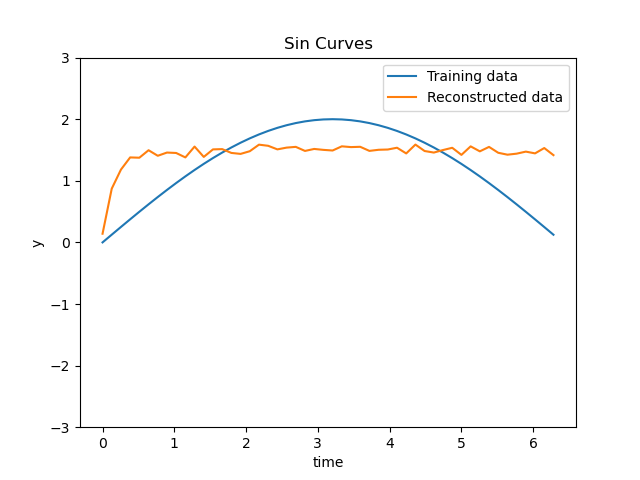 Sin Curves
Training data
Reconstructed data
3
2
1
0
−1
−2
−3
y
0 1 2 3 4 5 6
time